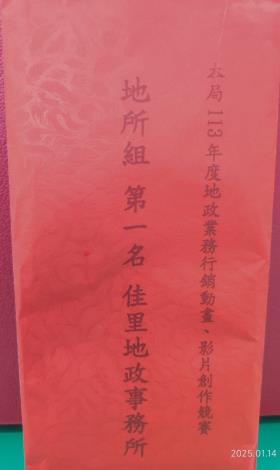 本局113年度地政業務行銷動畫、影片創作競賽
地所組 第一名 佳里地政事務所
2025.01.14